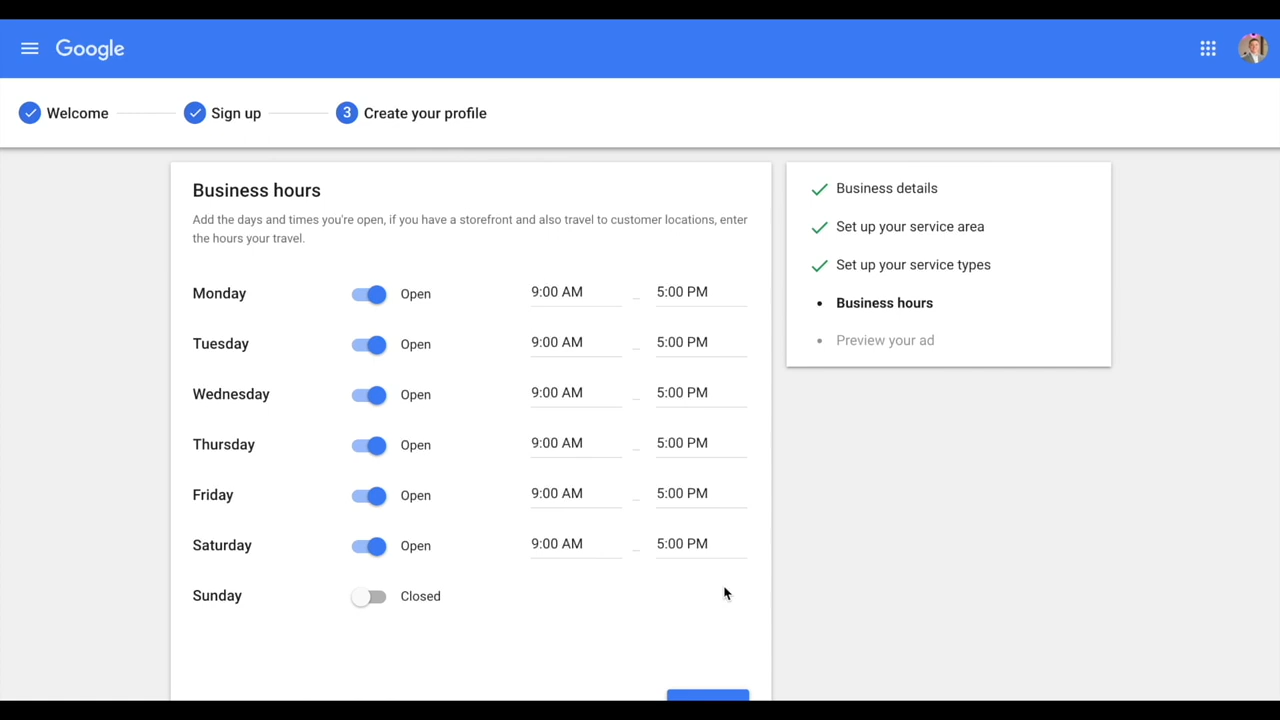 Google
Welcome
Sign up
3 Create your profile
Business hours
Add the days and times you're open, if you have a storefront and also travel to customer locations, enter
the hours your travel.
Monday Open 9:00 AM – 5:00 PM
Tuesday Open 9:00 AM – 5:00 PM
Wednesday Open 9:00 AM – 5:00 PM
Thursday Open 9:00 AM – 5:00 PM
Friday Open 9:00 AM – 5:00 PM
Saturday Open 9:00 AM – 5:00 PM
Sunday Closed
Business details
Set up your service area
Set up your service types
Business hours
Preview your ad